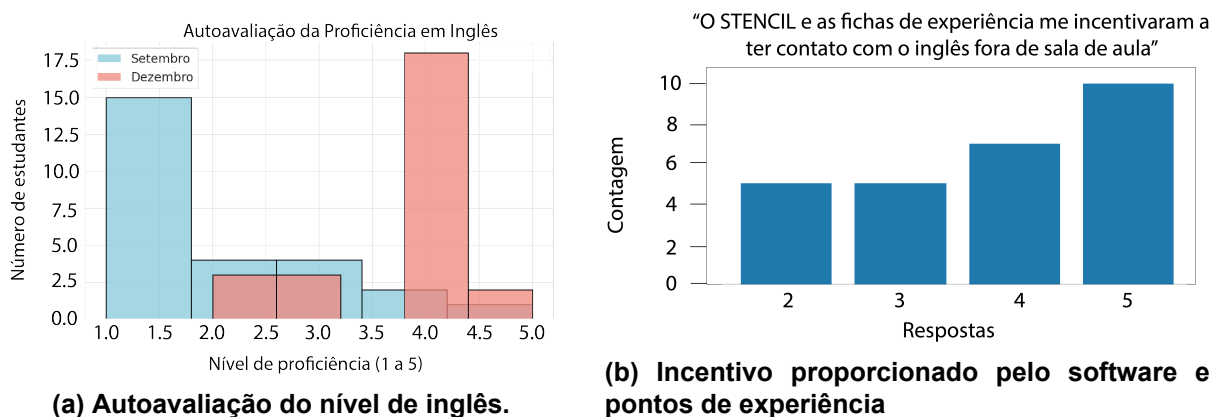 Autoavaliação da Proficiência em Inglês
Setembro
Dezembro
17.5
15.0
12.5
10.0
7.5
5.0
2.5
0.0
Número de estudantes
1.0 1.5 2.0 2.5 3.0 3.5 4.0 4.5 5.0
Nível de proficiência (1 a 5)
(a) Autoavaliação do nível de inglês.
“O STENCIL e as fichas de experiência me incentivaram a
ter contato com o inglês fora de sala de aula”
10
8
6
4
2
0
Contagem
2 3 4 5
Respostas
(b) Incentivo proporcionado pelo software e
pontos de experiência